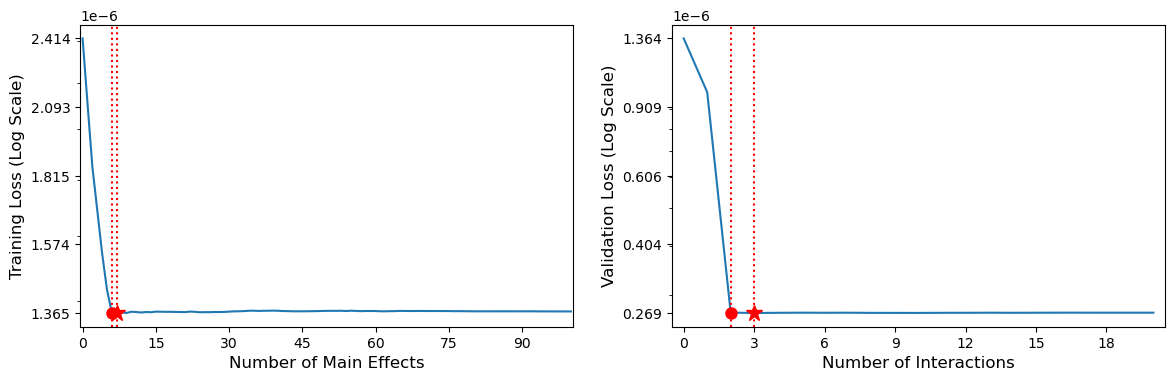 1e−6
2.414
2.093
1.815
1.574
1.365
0 15 30 45 60 75 90
Training Loss (Log Scale)
Number of Main Effects
1e−6
1.364
0.909
0.606
0.404
0.269
0 3 6 9 12 15 18
Validation Loss (Log Scale)
Number of Interactions